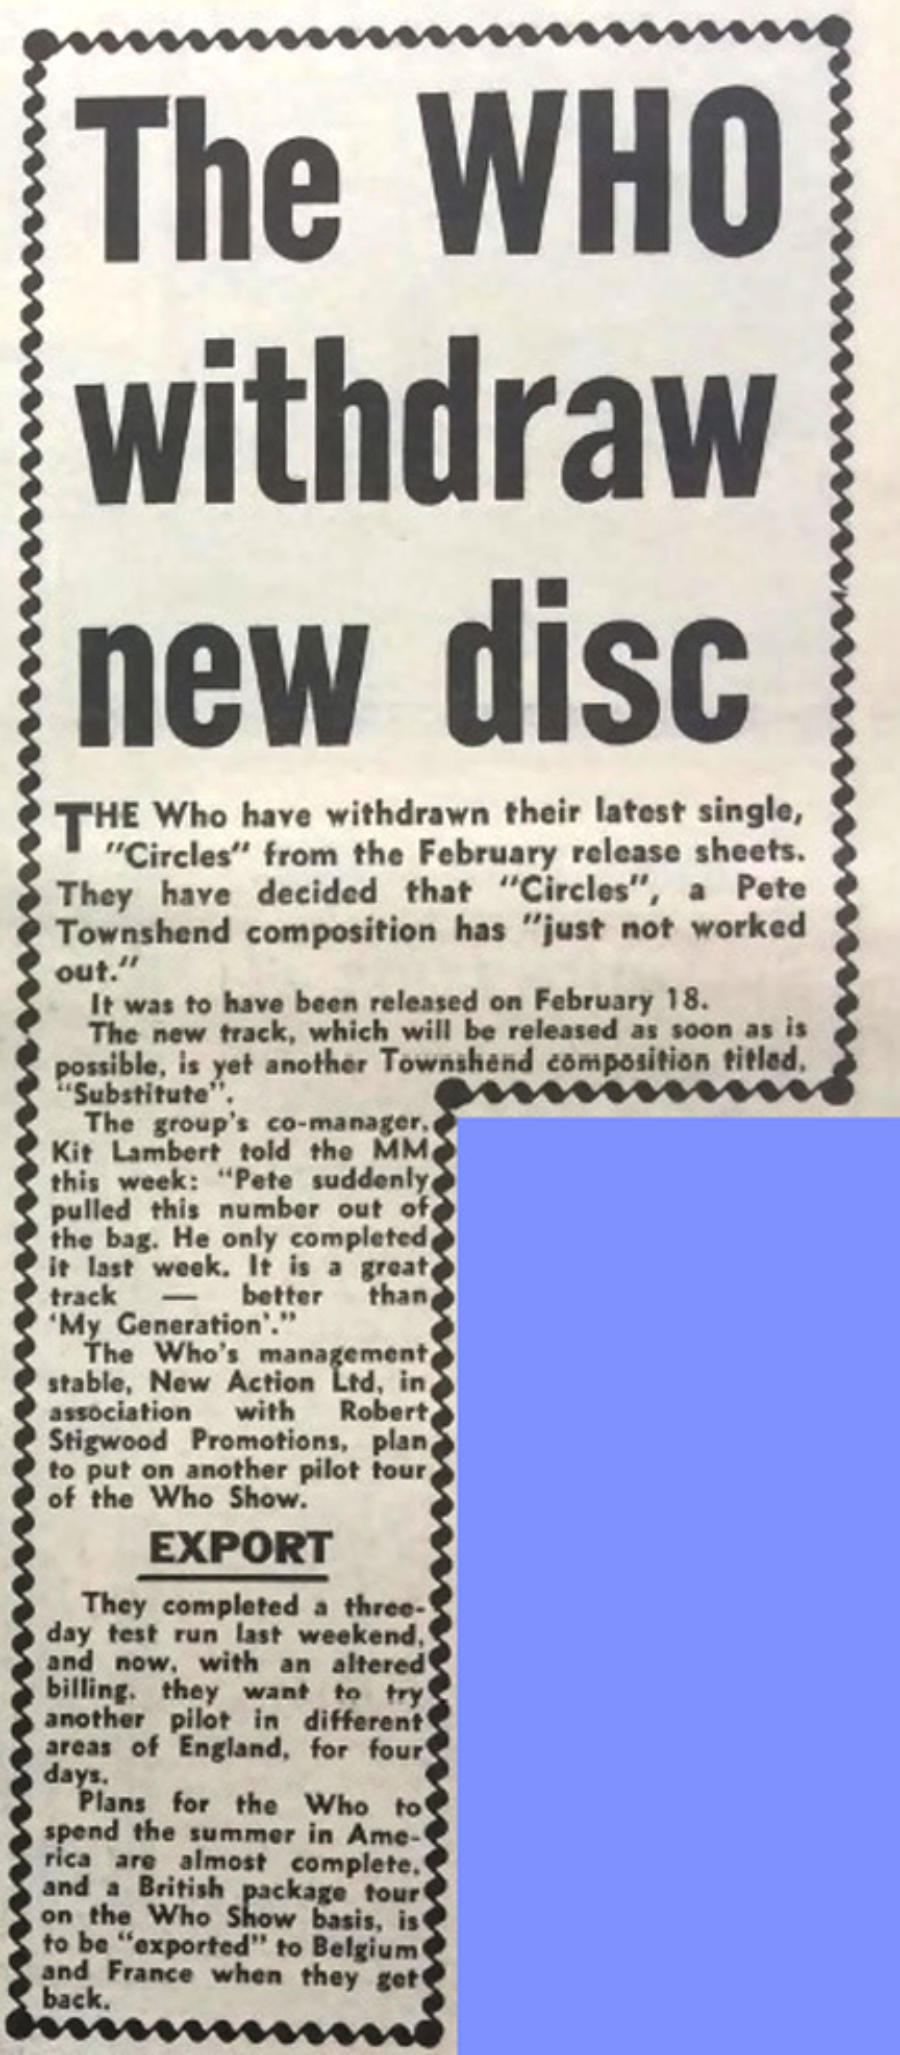 The WHO
withdraw
new disc
THE Who have withdrawn their latest single,
"Circles" from the February release sheets.
They have decided that "Circles", a Pete
Townshend composition has "just not worked
out."
It was to have been released on February 18.
The new track, which will be released as soon as is
possible, is yet another Townshend composition titled,
"Substitute".
The group's co-manager,
Kit Lambert told the MM
this week: "Pete suddenly
pulled this number out of
the bag. He only completed
it last week. It is a great
track — better than
'My Generation'."
The Who's management
stable, New Action Ltd, in
association with Robert
Stigwood Promotions, plan
to put on another pilot tour
of the Who Show.
EXPORT
They completed a three-
day test run last weekend,
and now, with an altered
billing, they want to try
another pilot in different
areas of England, for four
days.
Plans for the Who to
spend the summer in Ame-
rica are almost complete,
and a British package tour
on the Who Show basis, is
to be "exported" to Belgium
and France when they get
back.